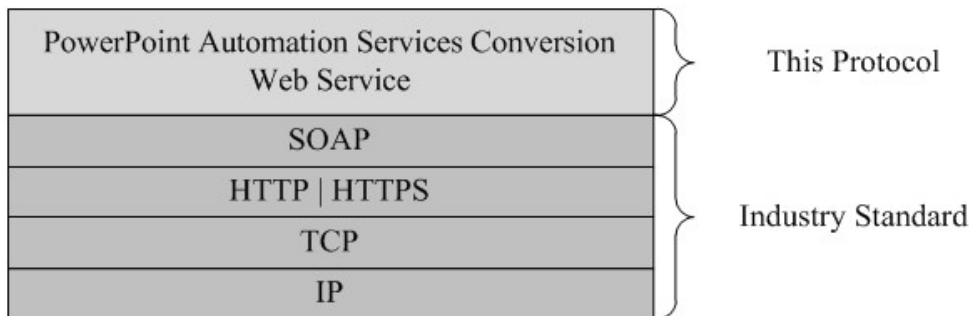 PowerPoint Automation Services Conversion
Web Service
This Protocol
SOAP
HTTP | HTTPS
TCP
IP
Industry Standard